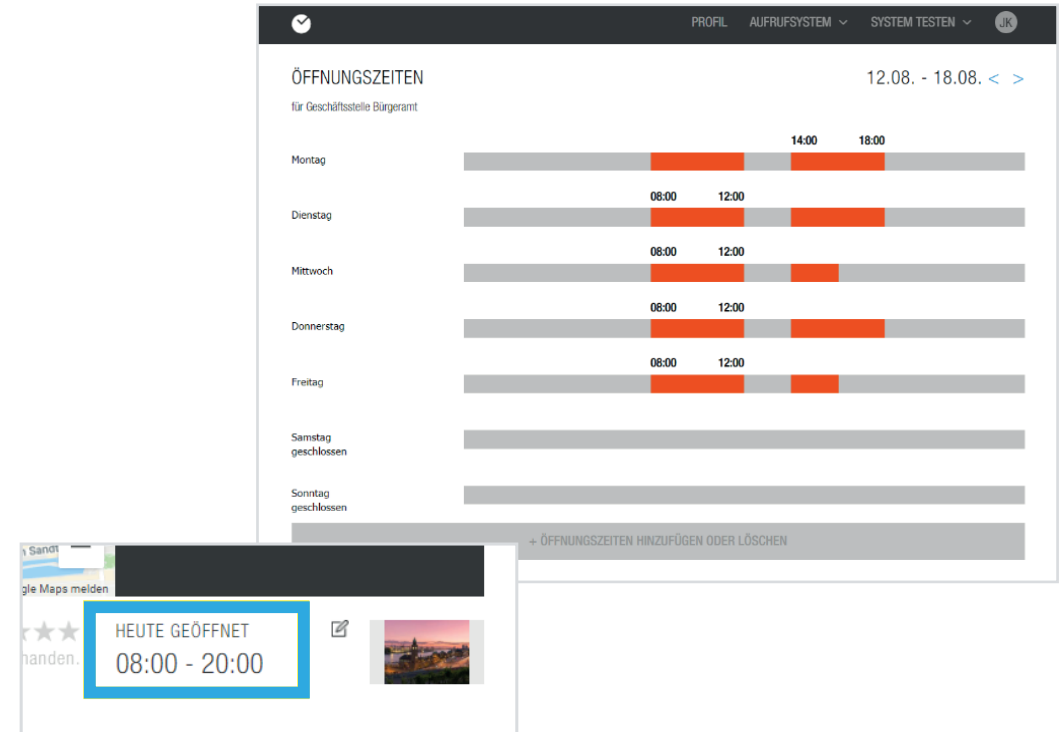 PROFIL AUFRUFSYSTEM SYSTEM TESTEN JK
ÖFFNUNGSZEITEN 12.08. - 18.08. < >
für Geschäftsstelle Bürgeramt
14:00 18:00
Montag
08:00 12:00
Dienstag
08:00 12:00
Mittwoch
08:00 12:00
Donnerstag
08:00 12:00
Freitag
Samstag
geschlossen
Sonntag
geschlossen
+ ÖFFNUNGSZEITEN HINZUFÜGEN ODER LÖSCHEN
gle Maps melden
HEUTE GEÖFFNET
handen.
08:00 - 20:00